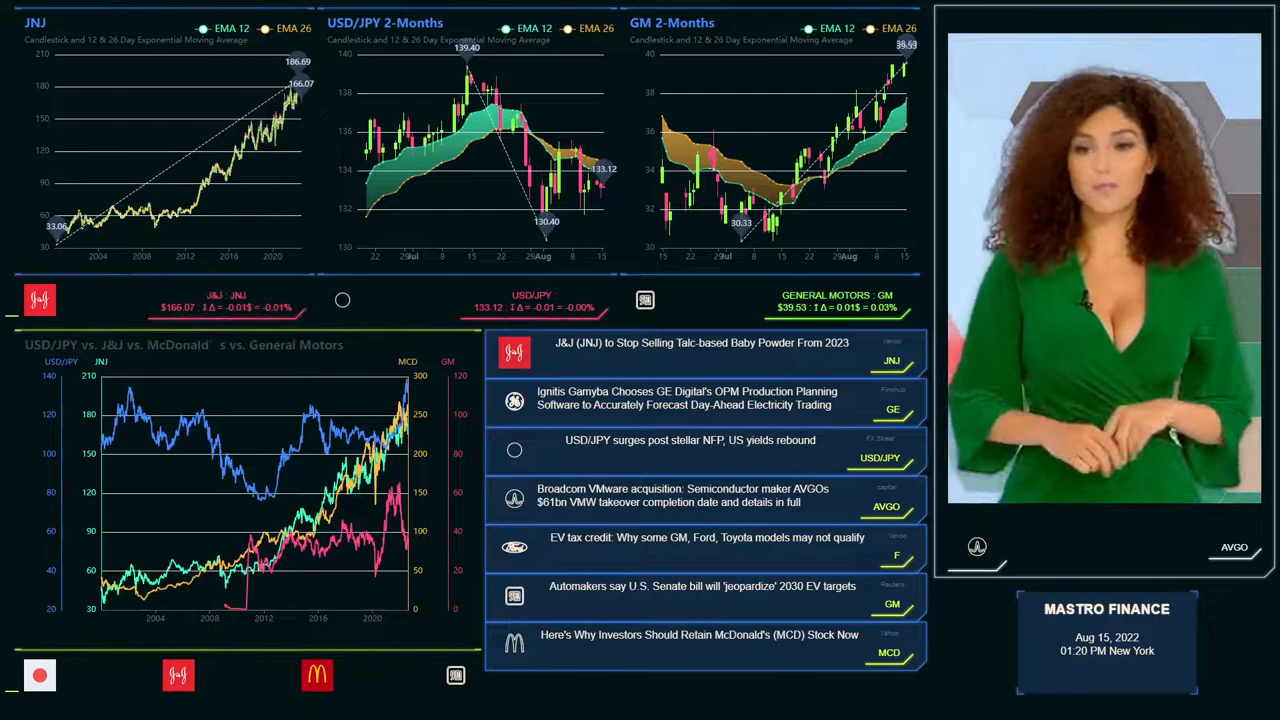 JNJ
EMA 12 EMA 26
Candlestick and 12 & 26 Day Exponential Moving Average
210
180
150
120
90
60
30
186.69
166.07
33.06
2004 2008 2012 2016 2020
USD/JPY 2-Months
EMA 12 EMA 26
Candlestick and 12 & 26 Day Exponential Moving Average
140
138
136
134
132
130
139.40
133.12
130.40
22 29 Jul 8 15 22 29 Aug 8 15
GM 2-Months
EMA 12 EMA 26
Candlestick and 12 & 26 Day Exponential Moving Average
40
38
36
34
32
30
39.53
30.33
15 22 29 Jul 8 15 22 29 Aug 8 15
J&J : JNJ
$166.07 : I Δ = -0.01$ = -0.01%
USD/JPY :
133.12 : I Δ = -0.01 = -0.00%
GENERAL MOTORS : GM
$39.53 : I Δ = 0.01$ = 0.03%
USD/JPY vs. J&J vs. McDonald´s vs. General Motors
USD/JPY JNJ MCD GM
140 210 300 120
120 180 250 100
100 150 200 80
80 120 150 60
60 90 100 40
40 60 50 20
20 30 0 0
2004 2008 2012 2016 2020
J&J (JNJ) to Stop Selling Talc-based Baby Powder From 2023
Yahoo
JNJ
Ignitis Gamyba Chooses GE Digital's OPM Production Planning
Software to Accurately Forecast Day-Ahead Electricity Trading
Finnhub
GE
USD/JPY surges post stellar NFP, US yields rebound
FX Street
USD/JPY
Broadcom VMware acquisition: Semiconductor maker AVGOs
$61bn VMW takeover completion date and details in full
capital
AVGO
EV tax credit: Why some GM, Ford, Toyota models may not qualify
Yahoo
F
Automakers say U.S. Senate bill will 'jeopardize' 2030 EV targets
Reuters
GM
Here's Why Investors Should Retain McDonald's (MCD) Stock Now
Yahoo
MCD
AVGO
MASTRO FINANCE
Aug 15, 2022
01:20 PM New York